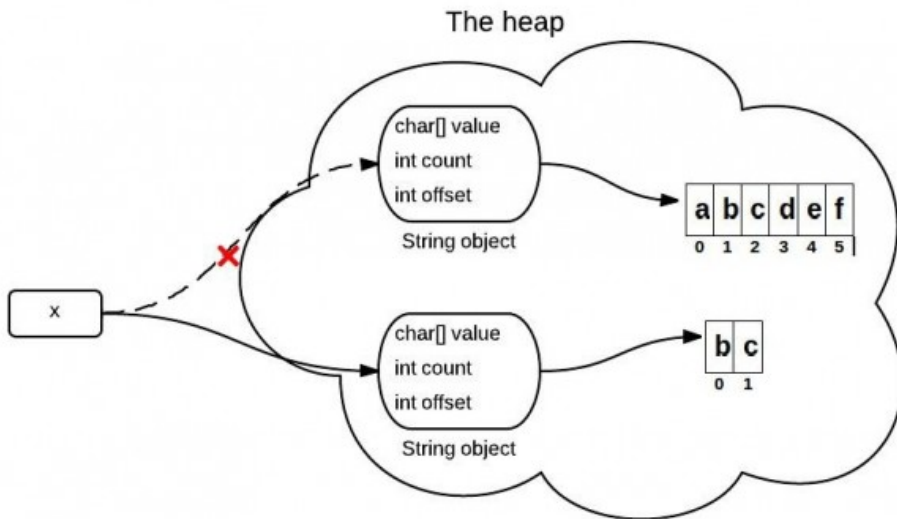 The heap
char[] value
int count
int offset
String object
a b c d e f
0 1 2 3 4 5
x
char[] value
int count
int offset
String object
b c
0 1